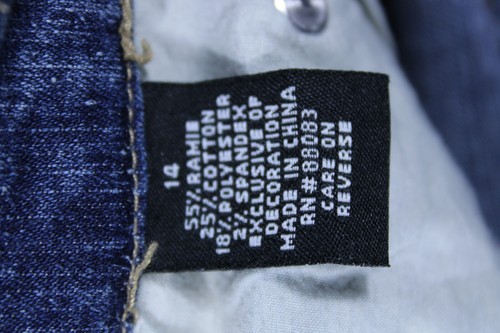 14
55% RAMIE
25% COTTON
18% POLYESTER
2% SPANDEX
EXCLUSIVE OF
DECORATION
MADE IN CHINA
RN#88083
CARE ON
REVERSE